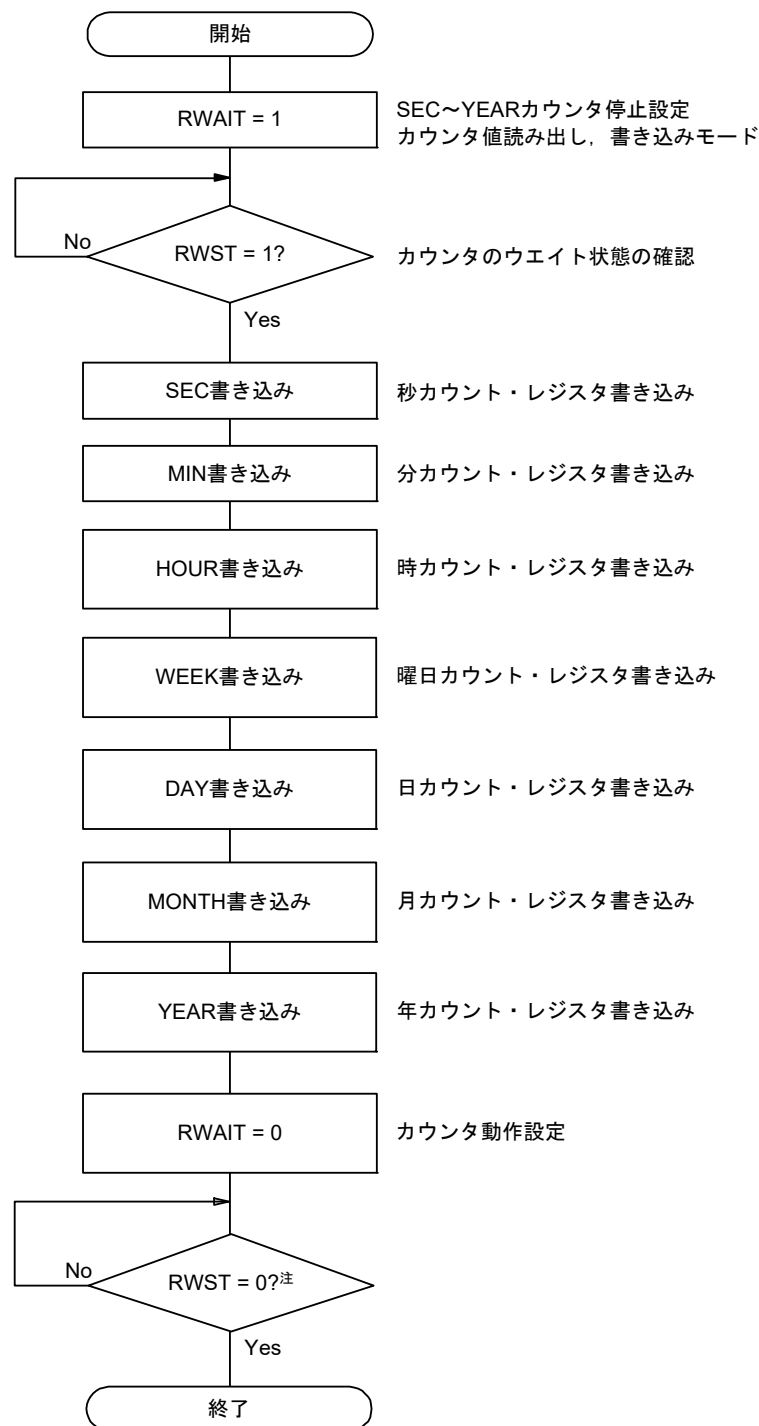 開始
RWAIT = 1
SEC～YEARカウンタ停止設定
カウンタ値読み出し，書き込みモード
No
RWST = 1?
カウンタのウエイト状態の確認
Yes
SEC書き込み
秒カウント・レジスタ書き込み
MIN書き込み
分カウント・レジスタ書き込み
HOUR書き込み
時カウント・レジスタ書き込み
WEEK書き込み
曜日カウント・レジスタ書き込み
DAY書き込み
日カウント・レジスタ書き込み
MONTH書き込み
月カウント・レジスタ書き込み
YEAR書き込み
年カウント・レジスタ書き込み
RWAIT = 0
カウンタ動作設定
No
RWST = 0?注
Yes
終了